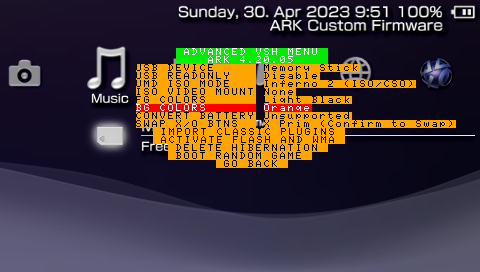 Sunday, 30. Apr 2023 9:51 100%
ARK Custom Firmware
ADVANCED VSH MENU
ARK 4.20.05
USB DEVICE Memory Stick
USB READONLY Disable
UMD ISO MODE Inferno 2 (ISO/CSO)
ISO VIDEO MOUNT None
FG COLORS Light Black
BG COLORS Orange
CONVERT BATTERY Unsupported
SWAP X/O BTNS X Prim (Confirm to Swap)
IMPORT CLASSIC PLUGINS
ACTIVATE FLASH AND WMA
DELETE HIBERNATION
BOOT RANDOM GAME
GO BACK
Music
Free